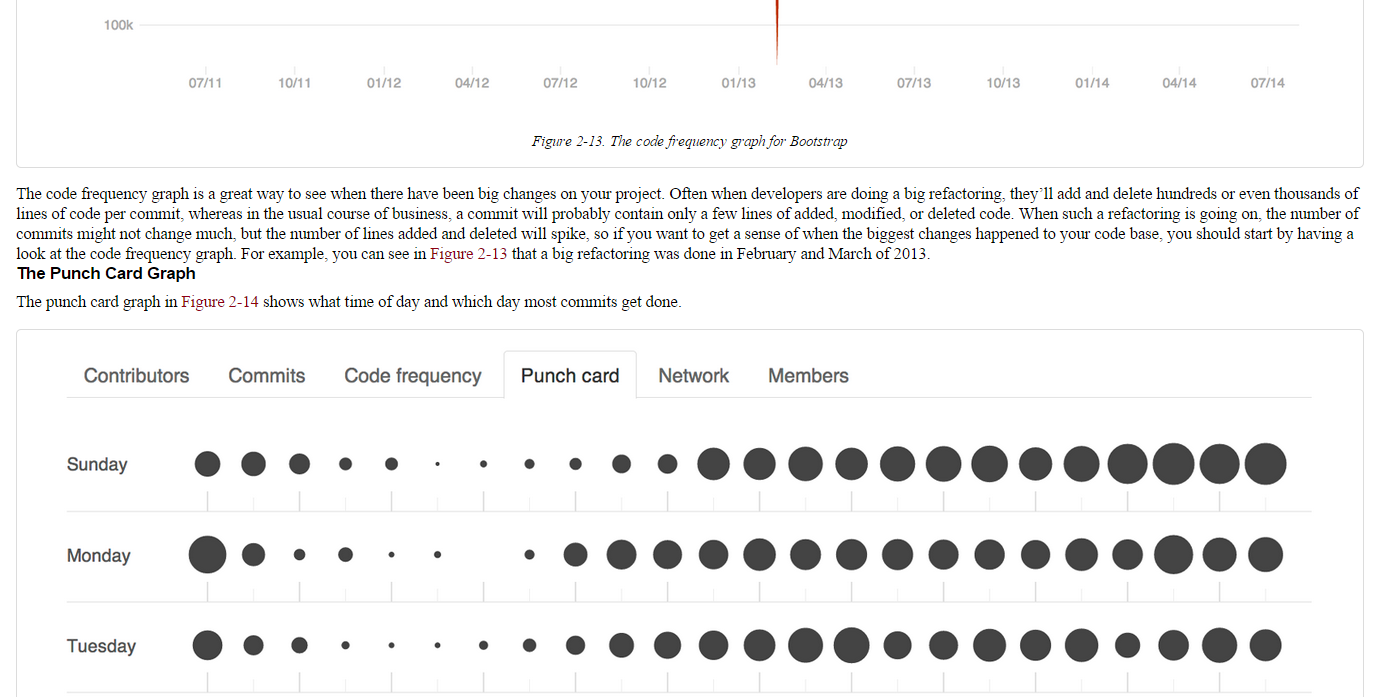 100k
07/11 10/11 01/12 04/12 07/12 10/12 01/13 04/13 07/13 10/13 01/14 04/14 07/14
Figure 2-13. The code frequency graph for Bootstrap
The code frequency graph is a great way to see when there have been big changes on your project. Often when developers are doing a big refactoring, they’ll add and delete hundreds or even thousands of
lines of code per commit, whereas in the usual course of business, a commit will probably contain only a few lines of added, modified, or deleted code. When such a refactoring is going on, the number of
commits might not change much, but the number of lines added and deleted will spike, so if you want to get a sense of when the biggest changes happened to your code base, you should start by having a
look at the code frequency graph. For example, you can see in Figure 2-13 that a big refactoring was done in February and March of 2013.
The Punch Card Graph
The punch card graph in Figure 2-14 shows what time of day and which day most commits get done.
Contributors Commits Code frequency Punch card Network Members
Sunday
Monday
Tuesday